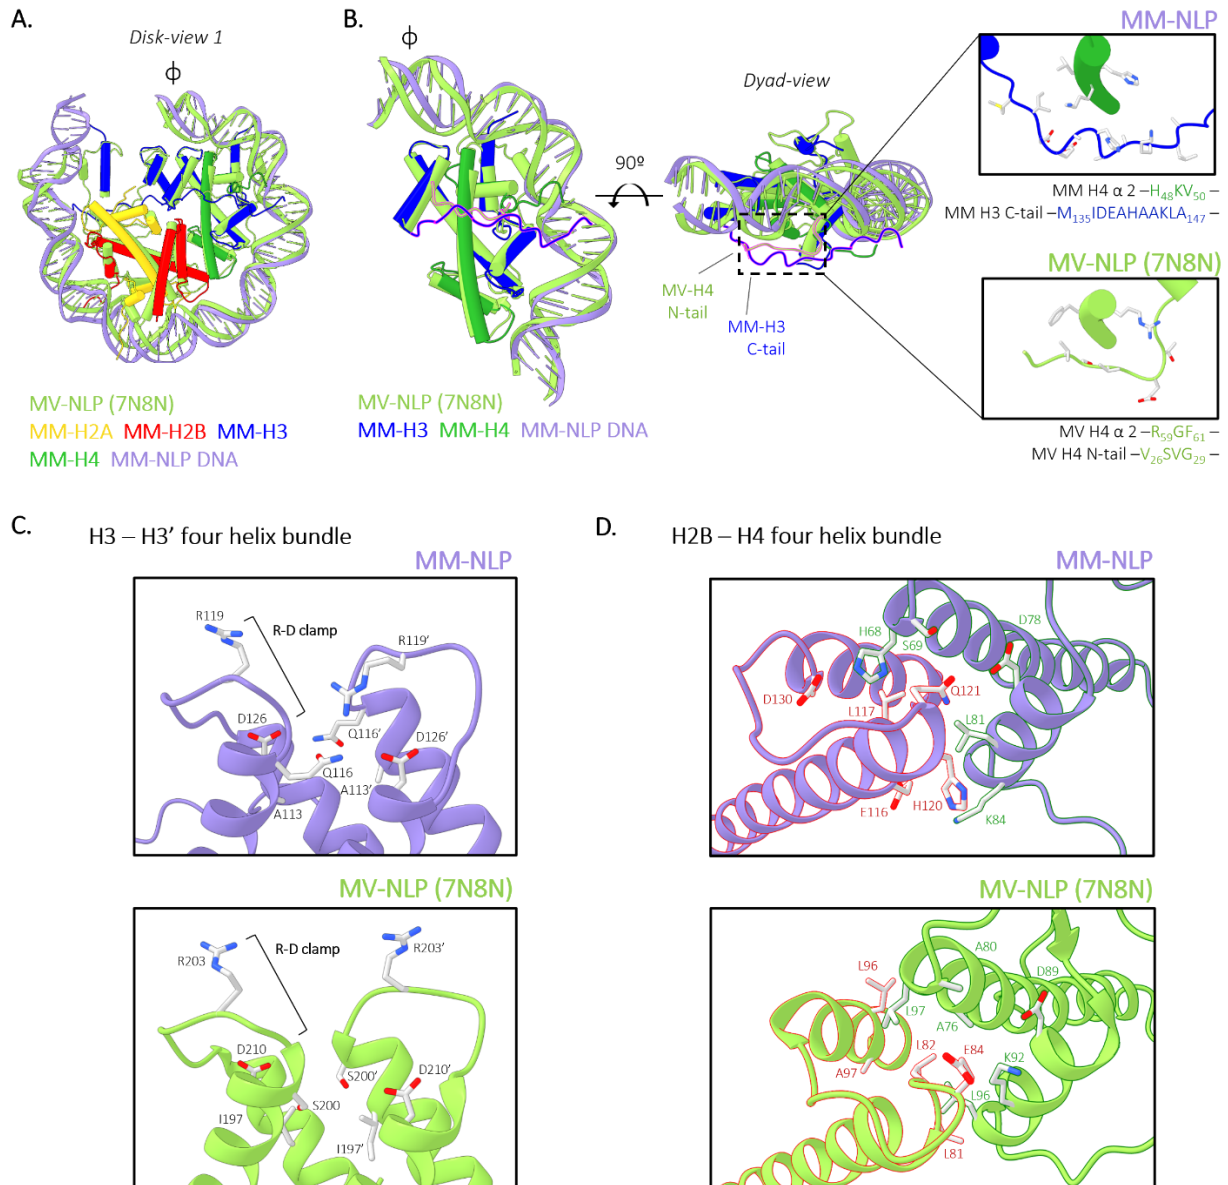 A.
Disk-view 1
ϕ
MV-NLP (7N8N)
MM-H2A MM-H2B MM-H3
MM-H4 MM-NLP DNA
B.
ϕ
90º
Dyad-view
MV-H4
N-tail
MM-H3
C-tail
MV-NLP (7N8N)
MM-H3 MM-H4 MM-NLP DNA
MM-NLP
MM H4 α 2 –H₄₈KV₅₀ –
MM H3 C-tail –M₁₃₅IDEAHAAKLA₁₄₇ –
MV-NLP (7N8N)
MV H4 α 2 –R₅₉GF₆₁ –
MV H4 N-tail –V₂₆SVG₂₉ –
C.
H3 – H3’ four helix bundle
MM-NLP
R119
R-D clamp
R119’
D126
Q116’
D126’
Q116
A113’
A113
MV-NLP (7N8N)
R203
R-D clamp
R203’
D210
S200’
D210’
S200
I197
I197’
D.
H2B – H4 four helix bundle
MM-NLP
H68
S69
D78
D130
L117
Q121
L81
E116
H120
K84
MV-NLP (7N8N)
L96
A80
D89
L97
A76
L82
E84
K92
A97
L96
L81